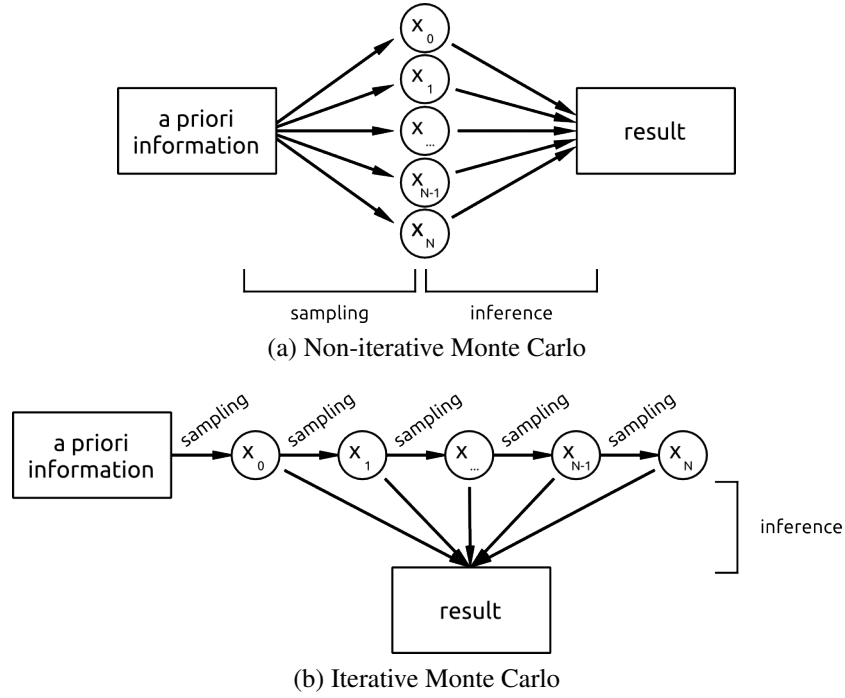 X0
X1
X...
XN-1
XN
a priori
information
result
sampling
inference
(a) Non-iterative Monte Carlo
sampling
sampling
sampling
sampling
sampling
a priori
information
X0
X1
X...
XN-1
XN
inference
result
(b) Iterative Monte Carlo